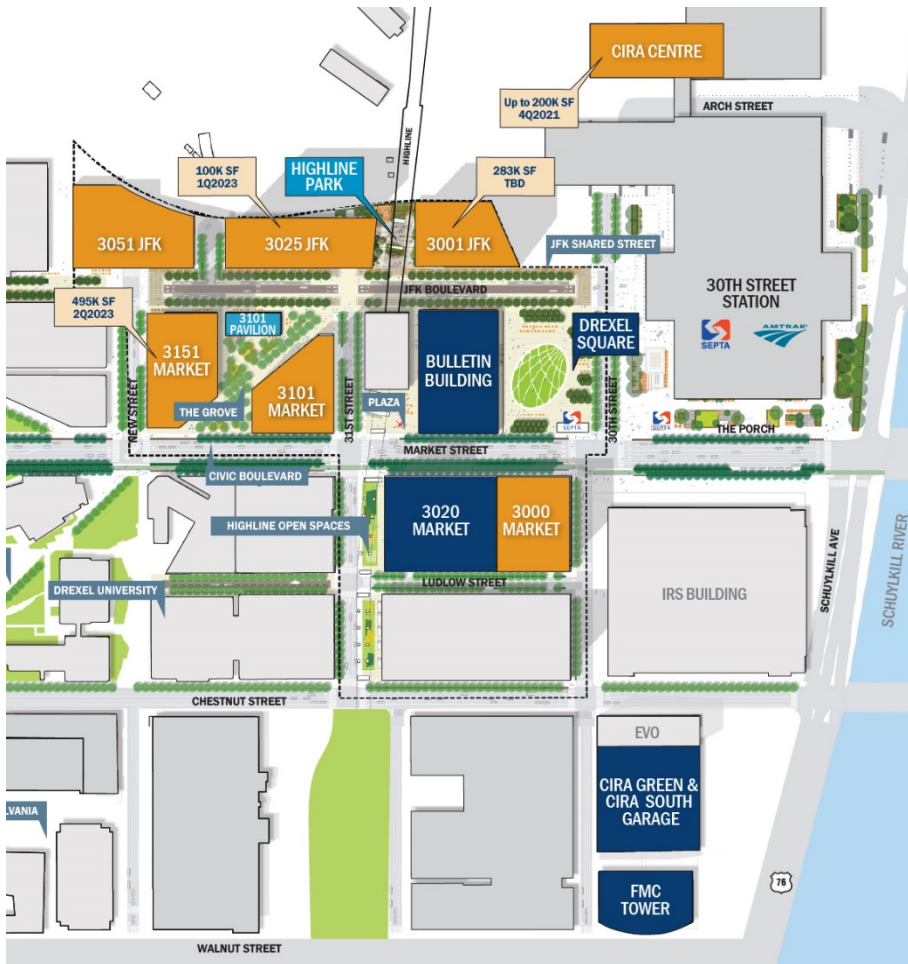 CIRA CENTRE
Up to 200K SF
4Q2021
ARCH STREET
HIGHLINE
100K SF
1Q2023
HIGHLINE
PARK
283K SF
TBD
3051 JFK
3025 JFK
3001 JFK
JFK SHARED STREET
JFK BOULEVARD
30TH STREET
STATION
SEPTA
AMTRAK
495K SF
2Q2023
3101
PAVILION
3151
MARKET
3101
MARKET
THE GROVE
NEW STREET
31ST STREET
PLAZA
BULLETIN
BUILDING
DREXEL
SQUARE
30TH STREET
SEPTA
THE PORCH
MARKET STREET
CIVIC BOULEVARD
HIGHLINE OPEN SPACES
3020
MARKET
3000
MARKET
LUDLOW STREET
DREXEL UNIVERSITY
IRS BUILDING
SCHUYLKILL AVE
SCHUYLKILL RIVER
CHESTNUT STREET
EVO
CIRA GREEN &
CIRA SOUTH
GARAGE
LVANIA
FMC
TOWER
76
WALNUT STREET